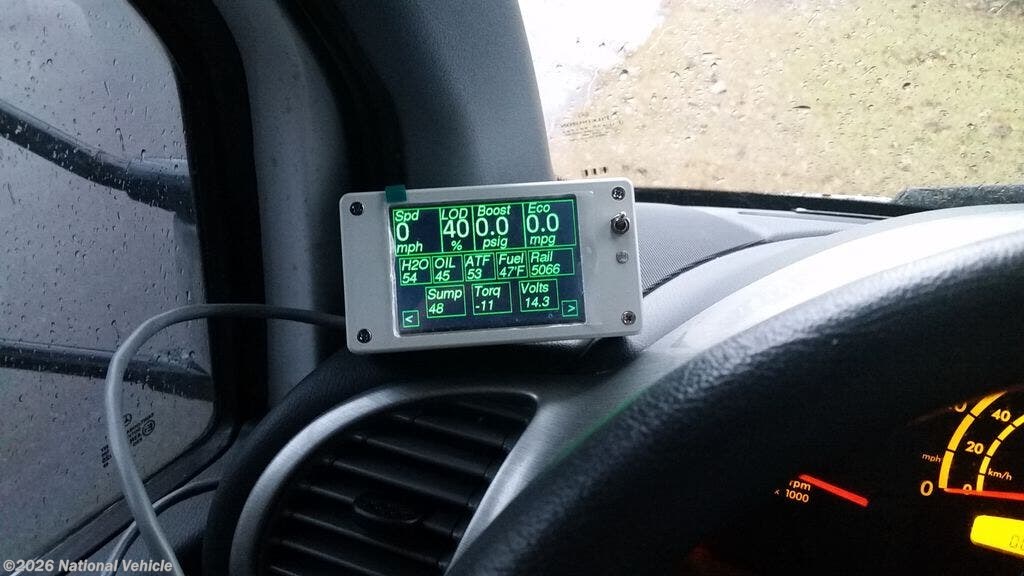 Spd LOD Boost Eco
0 40 0.0 0.0
mph % psig mpg
H2O OIL ATF Fuel Rail
54 45 53 47°F 5066
Sump Torq Volts
48 -11 14.3
< >
40
20
mph
km/h
0 0
rpm
x 1000
©2026 National Vehicle